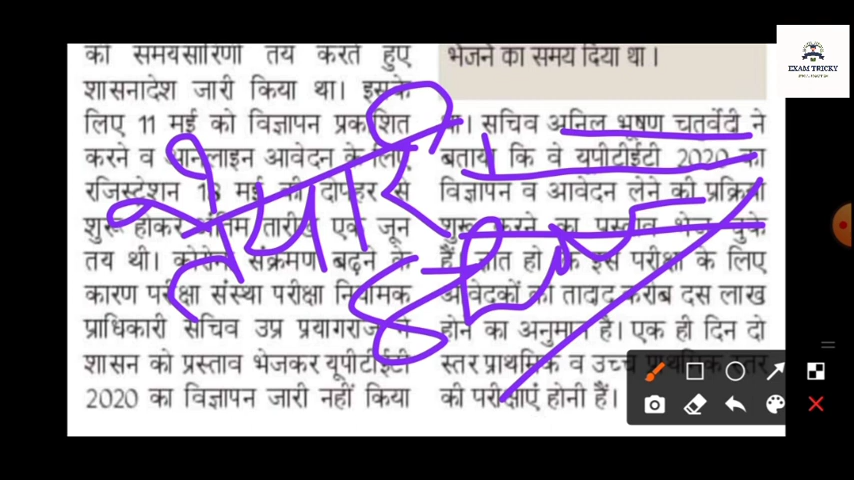 की समयसारिणी तय करते हुए
शासनादेश जारी किया था। इसके
लिए 11 मई को विज्ञापन प्रकाशित
करने व आनलाइन आवेदन के लिए
रजिस्ट्रेशन 18 मई की दोपहर से
शुरू होकर अंतिम तारीख एक जून
तय थी। कोरोना संक्रमण बढ़ने के
कारण परीक्षा संस्था परीक्षा नियामक
प्राधिकारी सचिव उप्र प्रयागराज ने
शासन को प्रस्ताव भेजकर यूपीटीईटी
2020 का विज्ञापन जारी नहीं किया
भेजने का समय दिया था।
था। सचिव अनिल भूषण चतुर्वेदी ने
बताया कि वे यूपीटीईटी 2020 का
विज्ञापन व आवेदन लेने की प्रक्रिया
शुरू करने का प्रस्ताव भेज चुके
हैं। ज्ञात हो कि इस परीक्षा के लिए
आवेदकों की तादाद करीब दस लाख
होने का अनुमान है। एक ही दिन दो
स्तर प्राथमिक व उच्च प्राथमिक स्तर
की परीक्षाएं होनी हैं।
EXAM TRICKY